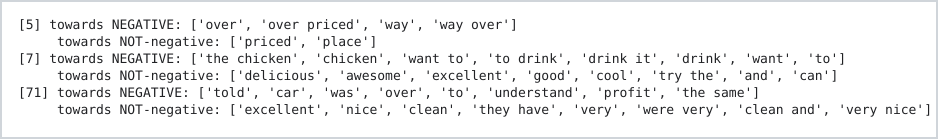 [5] towards NEGATIVE: ['over', 'over priced', 'way', 'way over']
towards NOT-negative: ['priced', 'place']
[7] towards NEGATIVE: ['the chicken', 'chicken', 'want to', 'to drink', 'drink it', 'drink', 'want', 'to']
towards NOT-negative: ['delicious', 'awesome', 'excellent', 'good', 'cool', 'try the', 'and', 'can']
[71] towards NEGATIVE: ['told', 'car', 'was', 'over', 'to', 'understand', 'profit', 'the same']
towards NOT-negative: ['excellent', 'nice', 'clean', 'they have', 'very', 'were very', 'clean and', 'very nice']